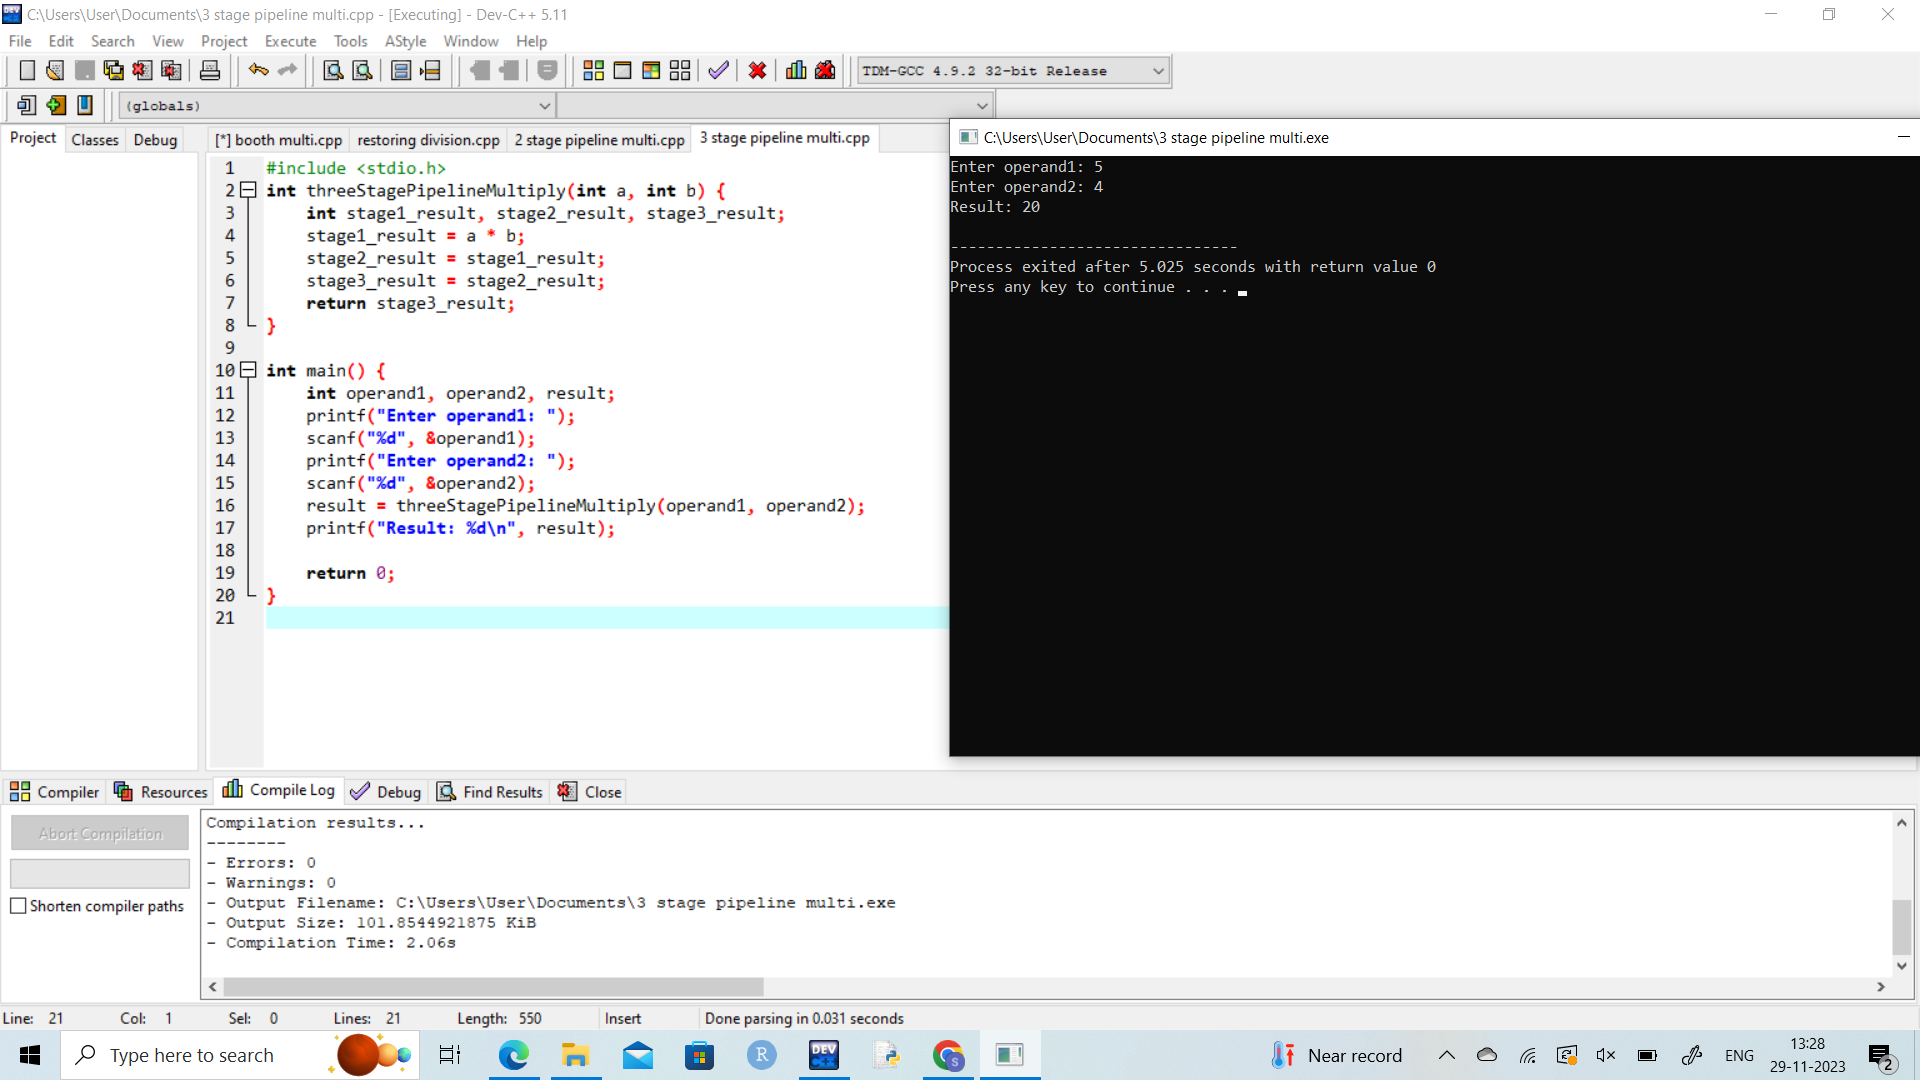 C:\Users\User\Documents\3 stage pipeline multi.cpp - [Executing] - Dev-C++ 5.11
File Edit Search View Project Execute Tools AStyle Window Help
TDM-GCC 4.9.2 32-bit Release
(globals)
Project Classes Debug
[*] booth multi.cpp restoring division.cpp 2 stage pipeline multi.cpp 3 stage pipeline multi.cpp
1 #include <stdio.h>
2 int threeStagePipelineMultiply(int a, int b) {
3 int stage1_result, stage2_result, stage3_result;
4 stage1_result = a * b;
5 stage2_result = stage1_result;
6 stage3_result = stage2_result;
7 return stage3_result;
8 }
9
10 int main() {
11 int operand1, operand2, result;
12 printf("Enter operand1: ");
13 scanf("%d", &operand1);
14 printf("Enter operand2: ");
15 scanf("%d", &operand2);
16 result = threeStagePipelineMultiply(operand1, operand2);
17 printf("Result: %d\n", result);
18
19 return 0;
20 }
21
C:\Users\User\Documents\3 stage pipeline multi.exe
Enter operand1: 5
Enter operand2: 4
Result: 20
--------------------------------
Process exited after 5.025 seconds with return value 0
Press any key to continue . . .
Compiler Resources Compile Log Debug Find Results Close
Abort Compilation
Shorten compiler paths
Compilation results...
--------
- Errors: 0
- Warnings: 0
- Output Filename: C:\Users\User\Documents\3 stage pipeline multi.exe
- Output Size: 101.8544921875 KiB
- Compilation Time: 2.06s
Line: 21 Col: 1 Sel: 0 Lines: 21 Length: 550 Insert Done parsing in 0.031 seconds
Type here to search
DEV
R
S
Near record
ENG
13:28
29-11-2023
2